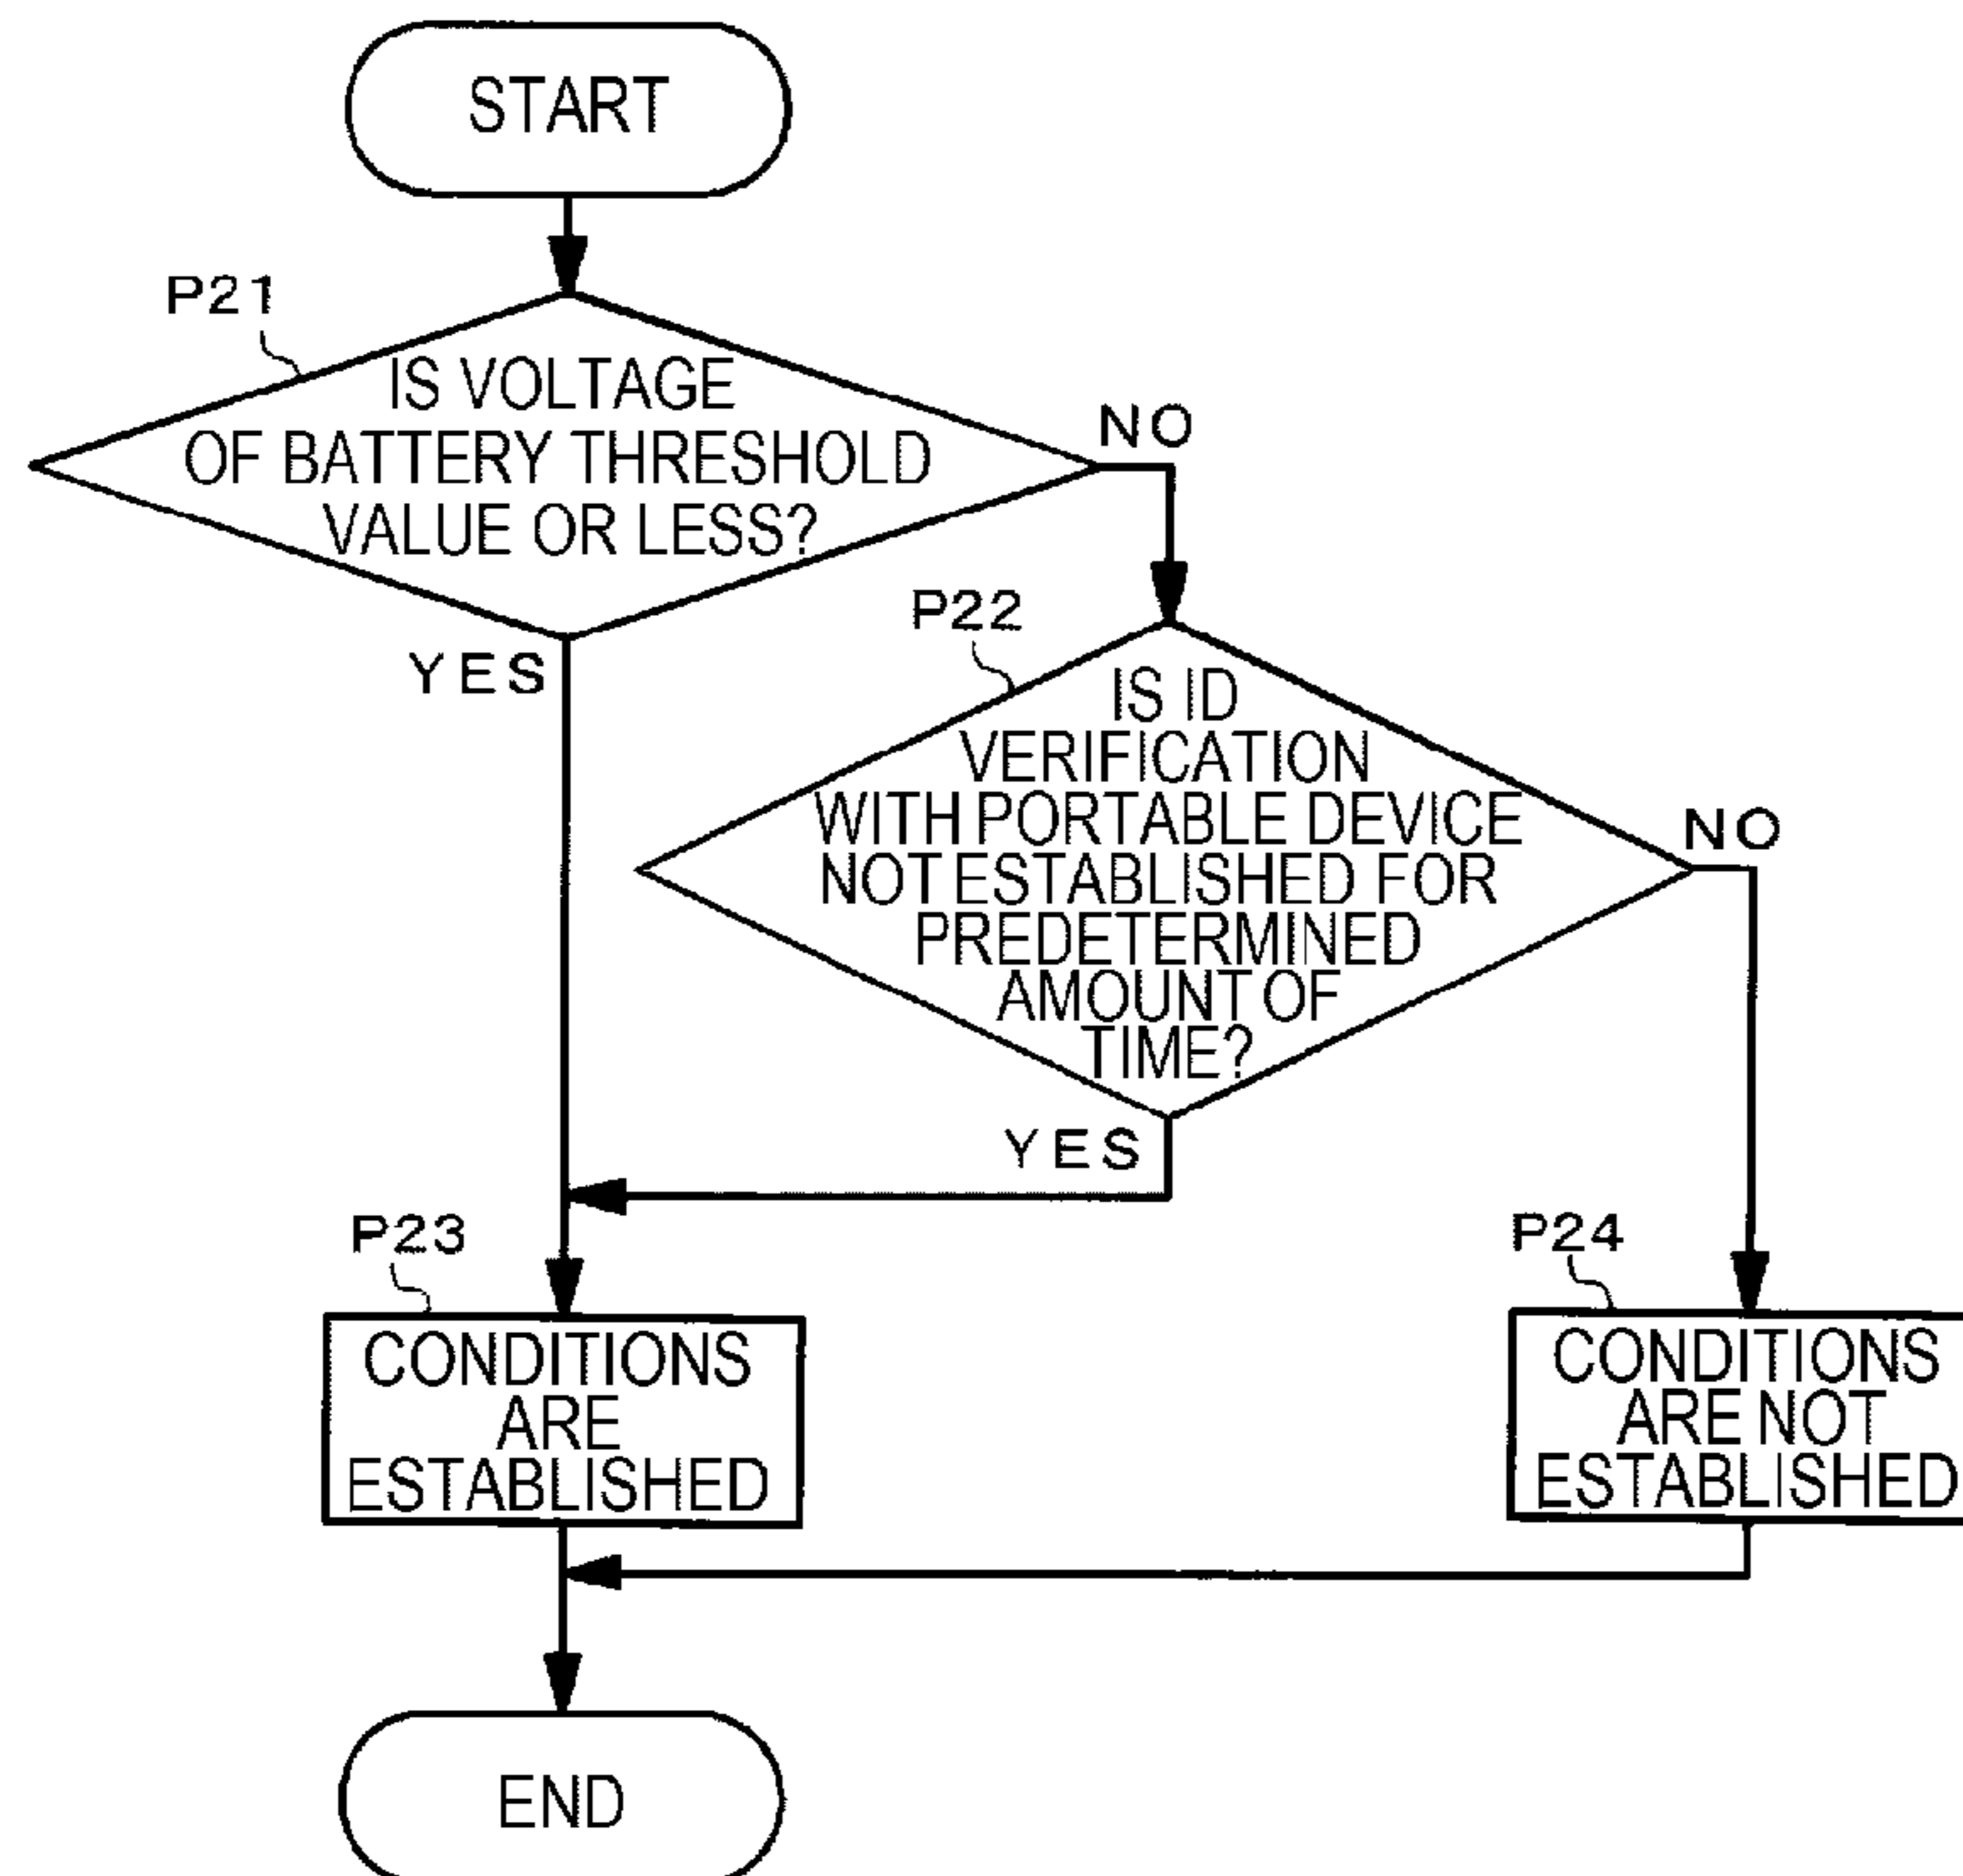 START
P21
IS VOLTAGE
OF BATTERY THRESHOLD
VALUE OR LESS?
NO
YES
P22
IS ID
VERIFICATION
WITH PORTABLE DEVICE
NOT ESTABLISHED FOR
PREDETERMINED
AMOUNT OF
TIME?
NO
YES
P23
CONDITIONS
ARE
ESTABLISHED
P24
CONDITIONS
ARE NOT
ESTABLISHED
END